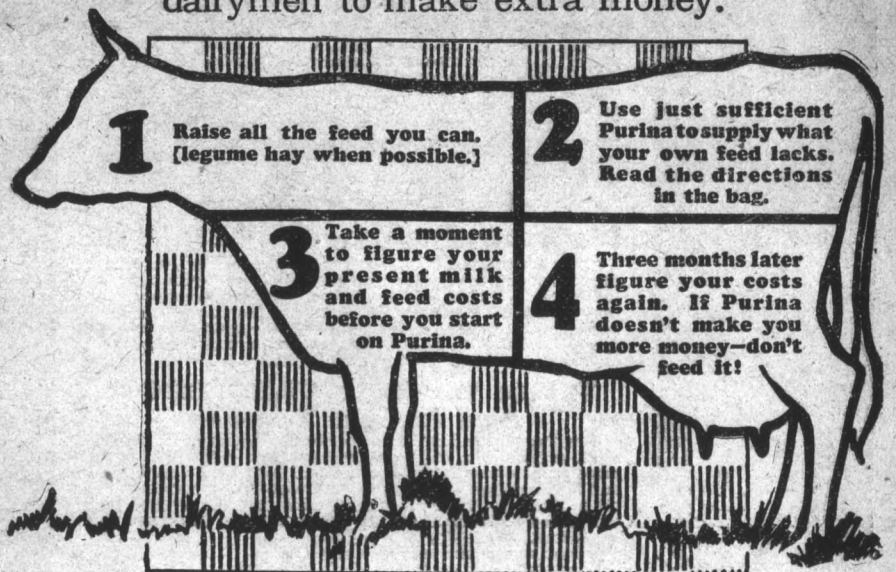 dairymen to make extra money.
1
Raise all the feed you can.
[legume hay when possible.]
2
Use just sufficient
Purina to supply what
your own feed lacks.
Read the directions
in the bag.
3
Take a moment
to figure your
present milk
and feed costs
before you start
on Purina.
4
Three months later
figure your costs
again. If Purina
doesn't make you
more money—don't
feed it!